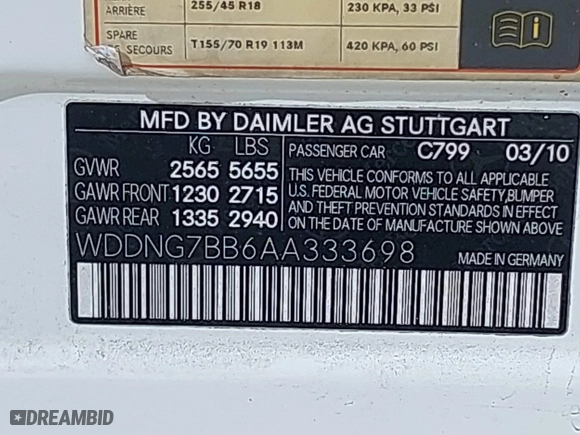 ARRIÈRE 255/45 R18 230 KPA, 33 PSI
SPARE
DE SECOURS T155/70 R19 113M 420 KPA, 60 PSI
MFD BY DAIMLER AG STUTTGART
KG LBS PASSENGER CAR C799 03/10
GVWR 2565 5655
GAWR FRONT 1230 2715
GAWR REAR 1335 2940
THIS VEHICLE CONFORMS TO ALL APPLICABLE
U.S. FEDERAL MOTOR VEHICLE SAFETY,BUMPER
AND THEFT PREVENTION STANDARDS IN EFFECT
ON THE DATE OF MANUFACTURE SHOWN ABOVE.
WDDNG7BB6AA333698 MADE IN GERMANY
DREAMBID